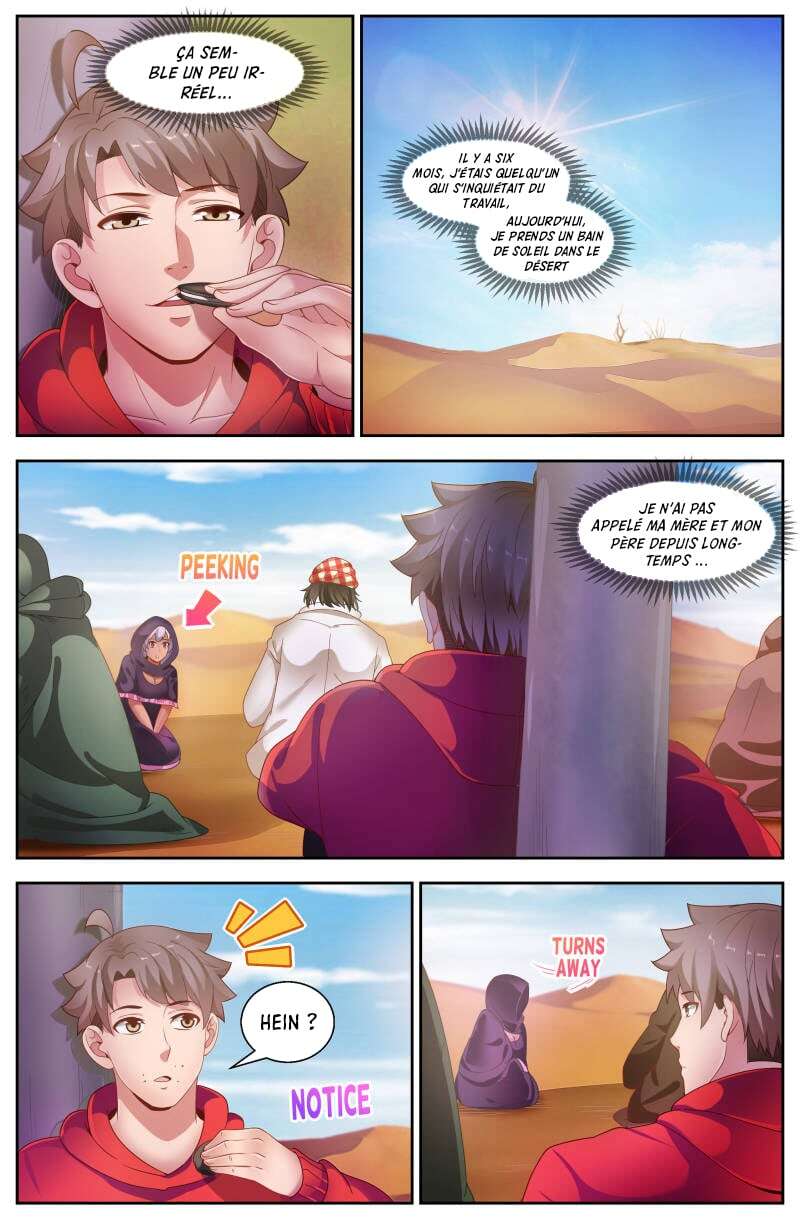 ÇA SEM-
BLE UN PEU IR-
RÉEL...
IL Y A SIX
MOIS, J'ÉTAIS QUELQU'UN
QUI S'INQUIÉTAIT DU
TRAVAIL,
AUJOURD'HUI,
JE PRENDS UN BAIN
DE SOLEIL DANS LE
DÉSERT
JE N'AI PAS
APPELÉ MA MÈRE ET MON
PÈRE DEPUIS LONG-
TEMPS ...
PEEKING
HEIN ?
NOTICE
TURNS
AWAY